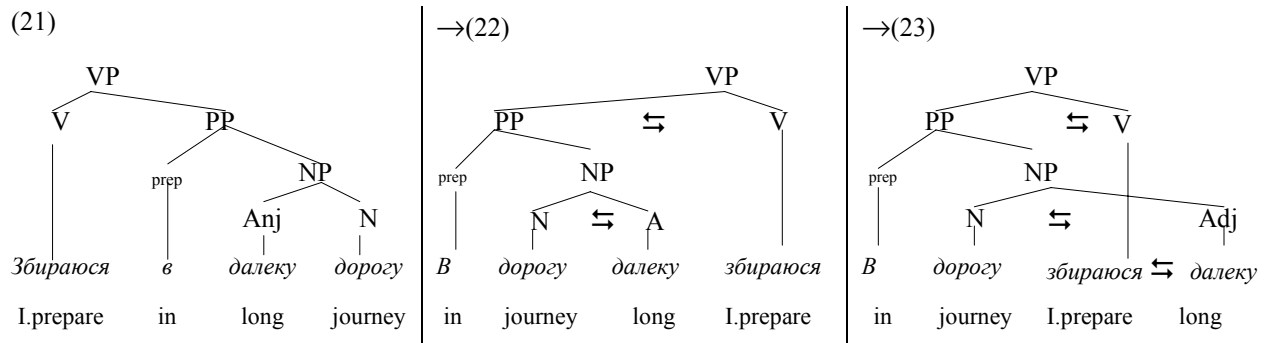 (21)
VP
V PP
prep NP
Anj N
Збираюся в далеку дорогу
I.prepare in long journey
→(22)
VP
PP ⇆ V
prep NP
N ⇆ A
В дорогу далеку збираюся
in journey long I.prepare
→(23)
VP
PP ⇆ V
prep NP
N ⇆ Adj
В дорогу збираюся ⇆ далеку
in journey I.prepare long